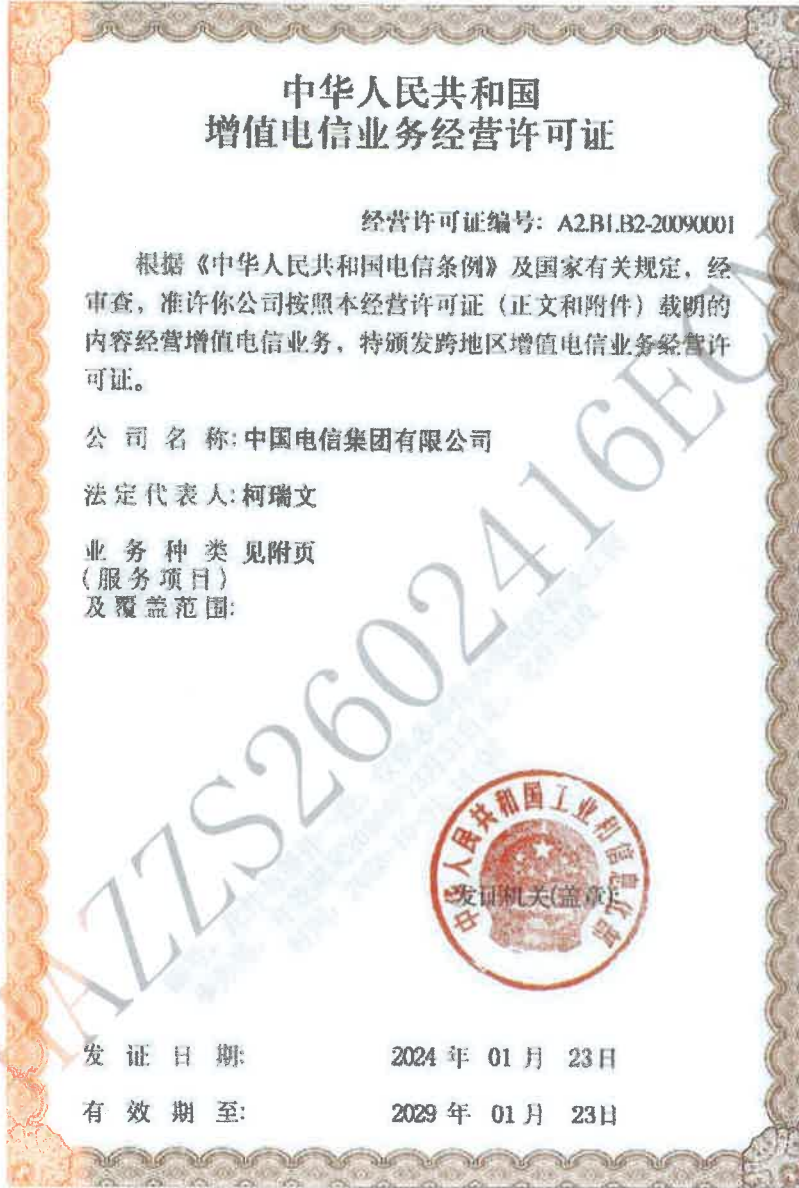 中华人民共和国
增值电信业务经营许可证
经营许可证编号: A2.B1.B2-20090001
根据《中华人民共和国电信条例》及国家有关规定，经
审查，准许你公司按照本经营许可证（正文和附件）载明的
内容经营增值电信业务，特颁发跨地区增值电信业务经营许
可证。
公司名称:中国电信集团有限公司
法定代表人:柯瑞文
业务种类 见附页
(服务项目)
及覆盖范围:
AZZS2602416ECN
中华人民共和国工业和信息化部
发证机关(盖章):
发证日期: 2024 年 01 月 23日
有效期至: 2029 年 01 月 23日